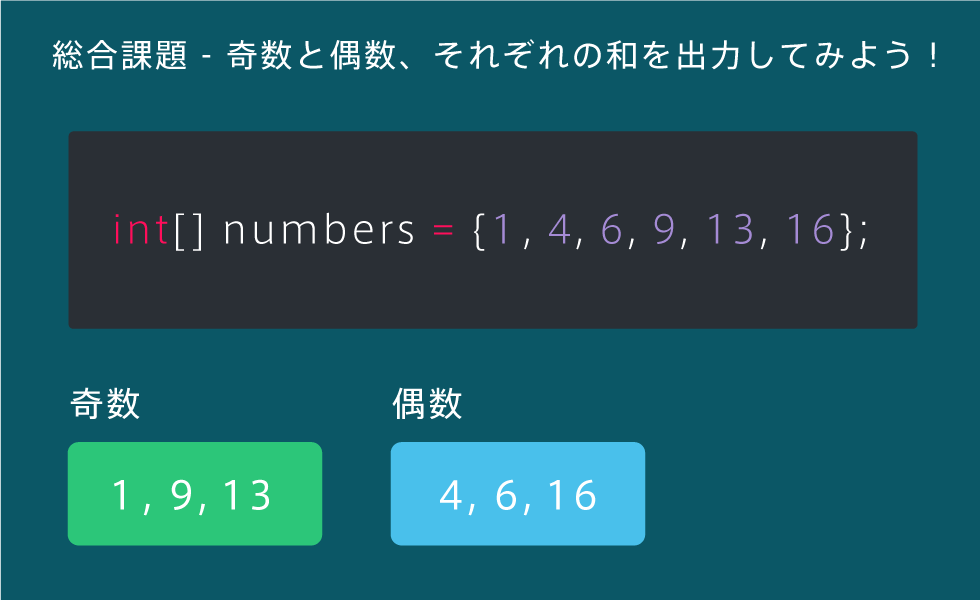 総合課題 - 奇数と偶数、それぞれの和を出力してみよう！
int[] numbers = {1, 4, 6, 9, 13, 16};
奇数 偶数
1, 9, 13 4, 6, 16